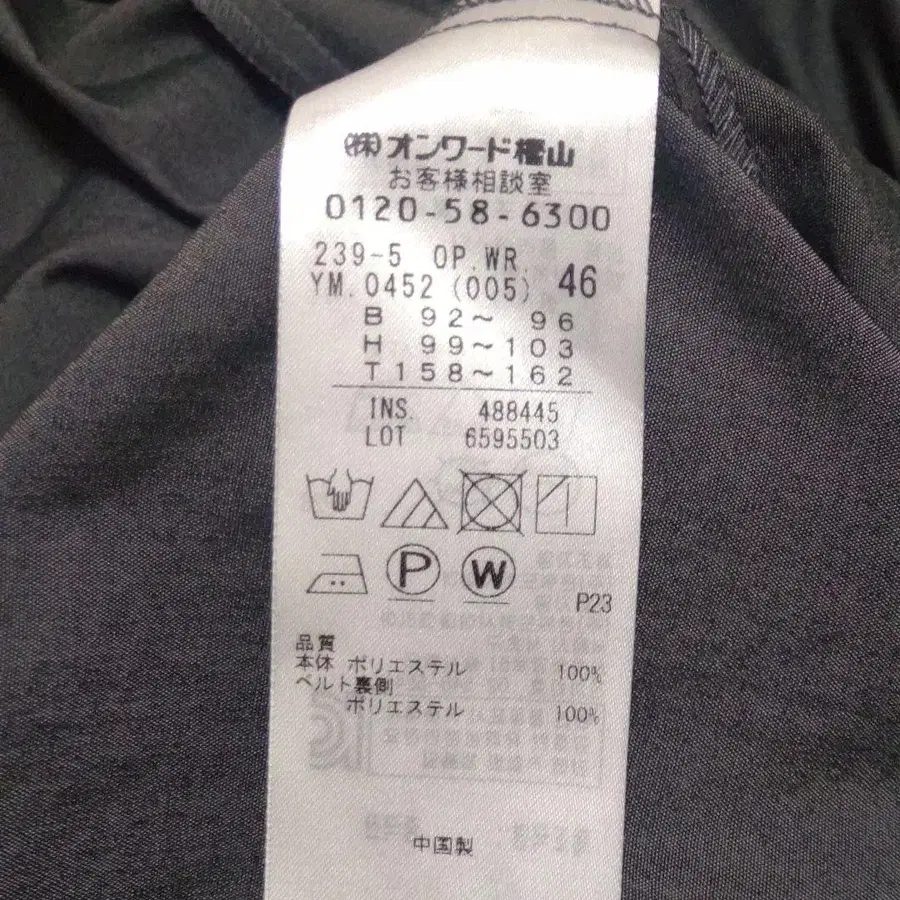 ㈱オンワード樫山
お客様相談室
0120-58-6300
239-5 OP.WR.
YM.0452 (005) 46
B 92～ 96
H 99～103
T 158～162
INS. 488445
LOT 6595503
P W
P23
品質
本体 ポリエステル 100%
ベルト裏側
ポリエステル 100%
中国製